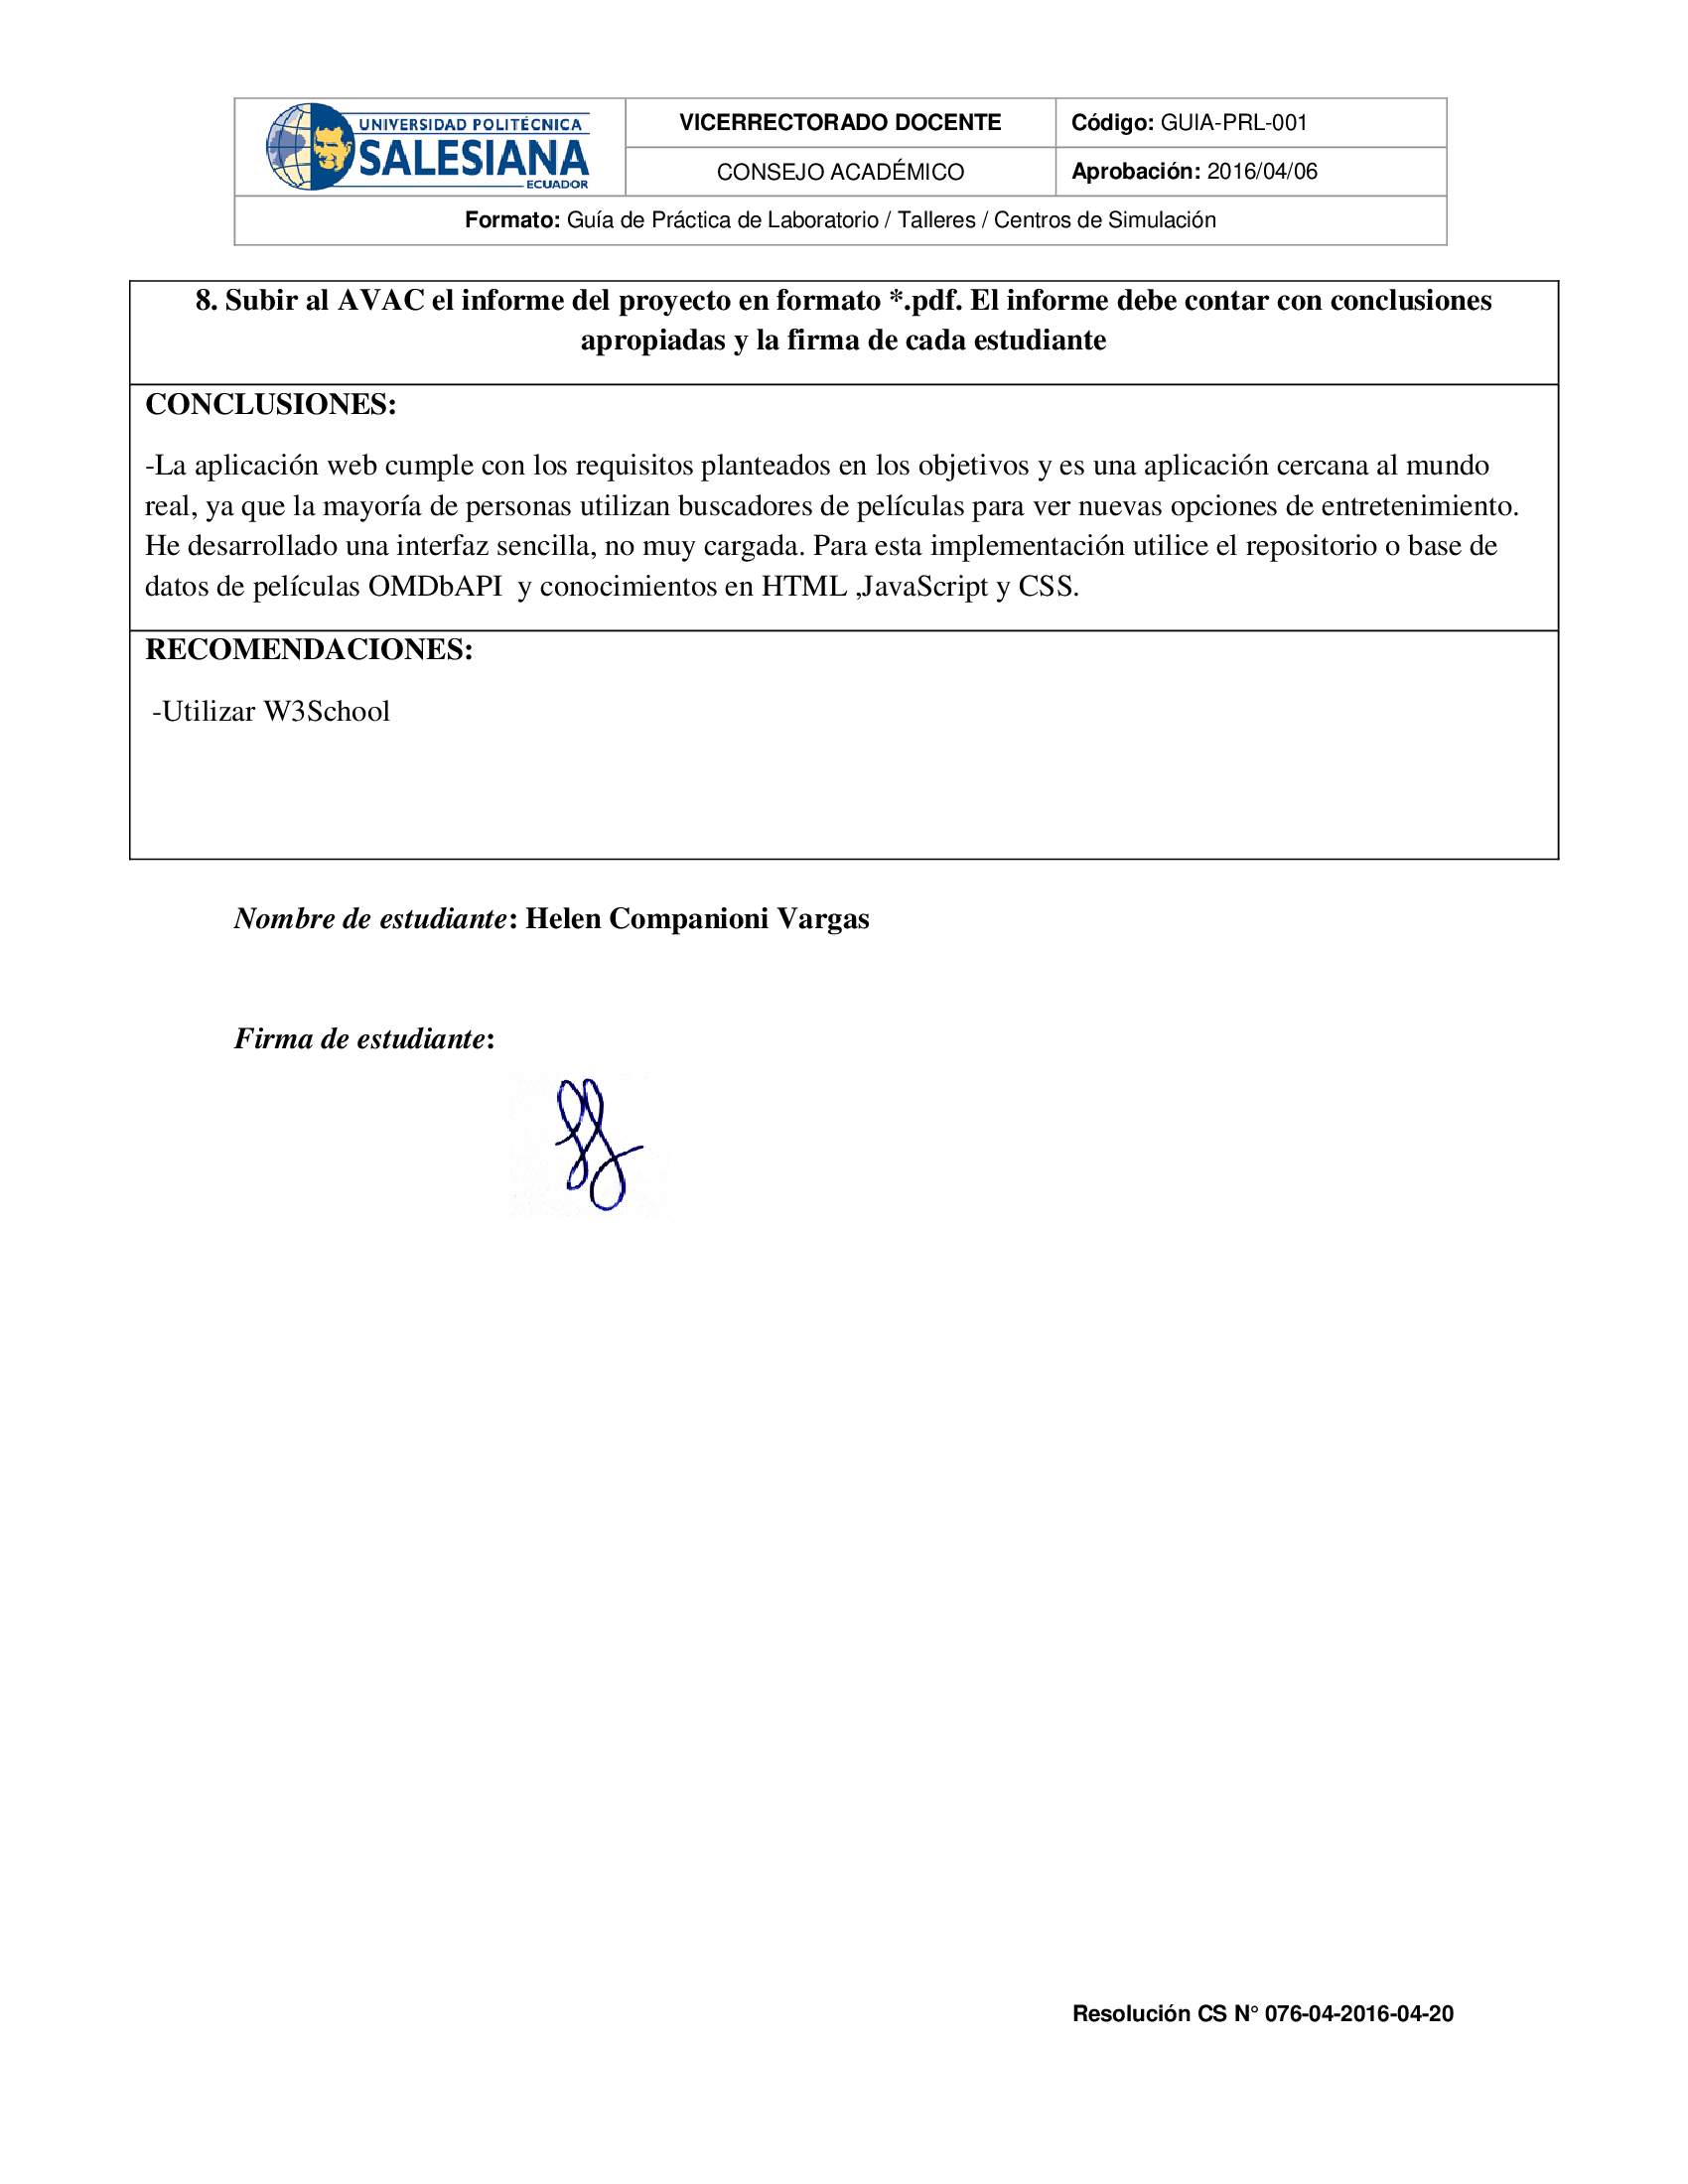 UNIVERSIDAD POLITÉCNICA
SALESIANA
ECUADOR
VICERRECTORADO DOCENTE
Código: GUIA-PRL-001
CONSEJO ACADÉMICO
Aprobación: 2016/04/06
Formato: Guía de Práctica de Laboratorio / Talleres / Centros de Simulación
8. Subir al AVAC el informe del proyecto en formato *.pdf. El informe debe contar con conclusiones
apropiadas y la firma de cada estudiante
CONCLUSIONES:
-La aplicación web cumple con los requisitos planteados en los objetivos y es una aplicación cercana al mundo
real, ya que la mayoría de personas utilizan buscadores de películas para ver nuevas opciones de entretenimiento.
He desarrollado una interfaz sencilla, no muy cargada. Para esta implementación utilice el repositorio o base de
datos de películas OMDbAPI  y conocimientos en HTML ,JavaScript y CSS.
RECOMENDACIONES:
-Utilizar W3School
Nombre de estudiante: Helen Companioni Vargas
Firma de estudiante:
Resolución CS N° 076-04-2016-04-20